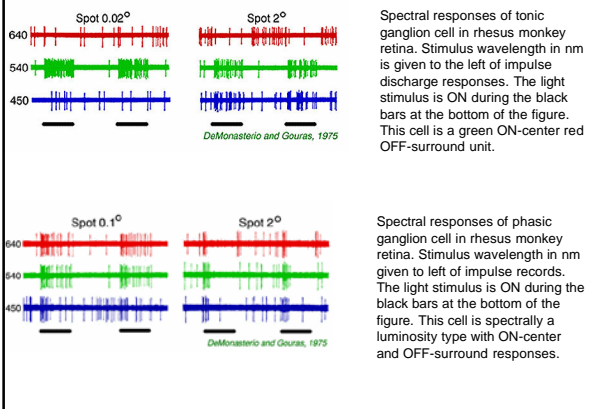 Spot 0.02°
Spot 2°
640
540
450
DeMonasterio and Gouras, 1975
Spectral responses of tonic
ganglion cell in rhesus monkey
retina. Stimulus wavelength in nm
is given to the left of impulse
discharge responses. The light
stimulus is ON during the black
bars at the bottom of the figure.
This cell is a green ON-center red
OFF-surround unit.
Spot 0.1°
Spot 2°
640
540
450
DeMonasterio and Gouras, 1975
Spectral responses of phasic
ganglion cell in rhesus monkey
retina. Stimulus wavelength in nm
given to left of impulse records.
The light stimulus is ON during the
black bars at the bottom of the
figure. This cell is spectrally a
luminosity type with ON-center
and OFF-surround responses.